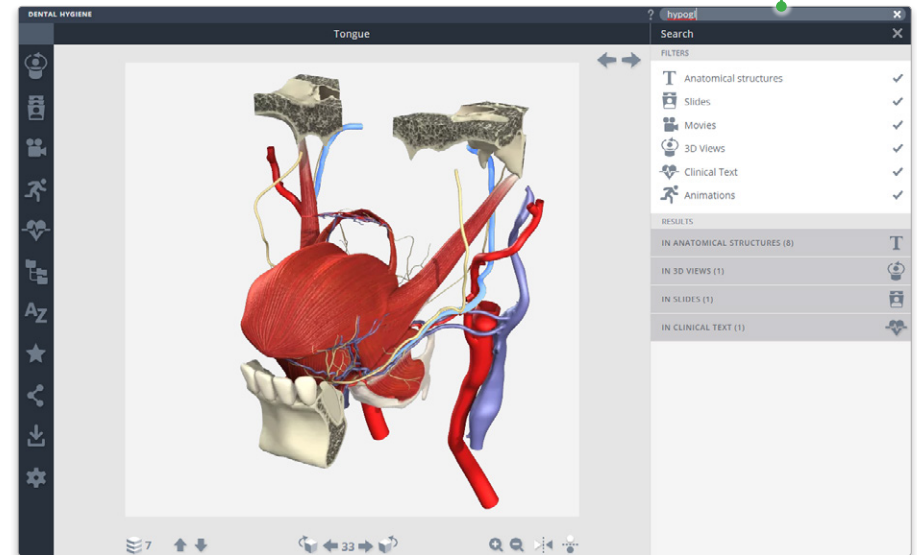 DENTAL HYGIENE
? hypogl
Tongue
Search
FILTERS
T Anatomical structures
Slides
Movies
3D Views
Clinical Text
Animations
RESULTS
IN ANATOMICAL STRUCTURES (8) T
IN 3D VIEWS (1)
IN SLIDES (1)
IN CLINICAL TEXT (1)
AZ
7
33